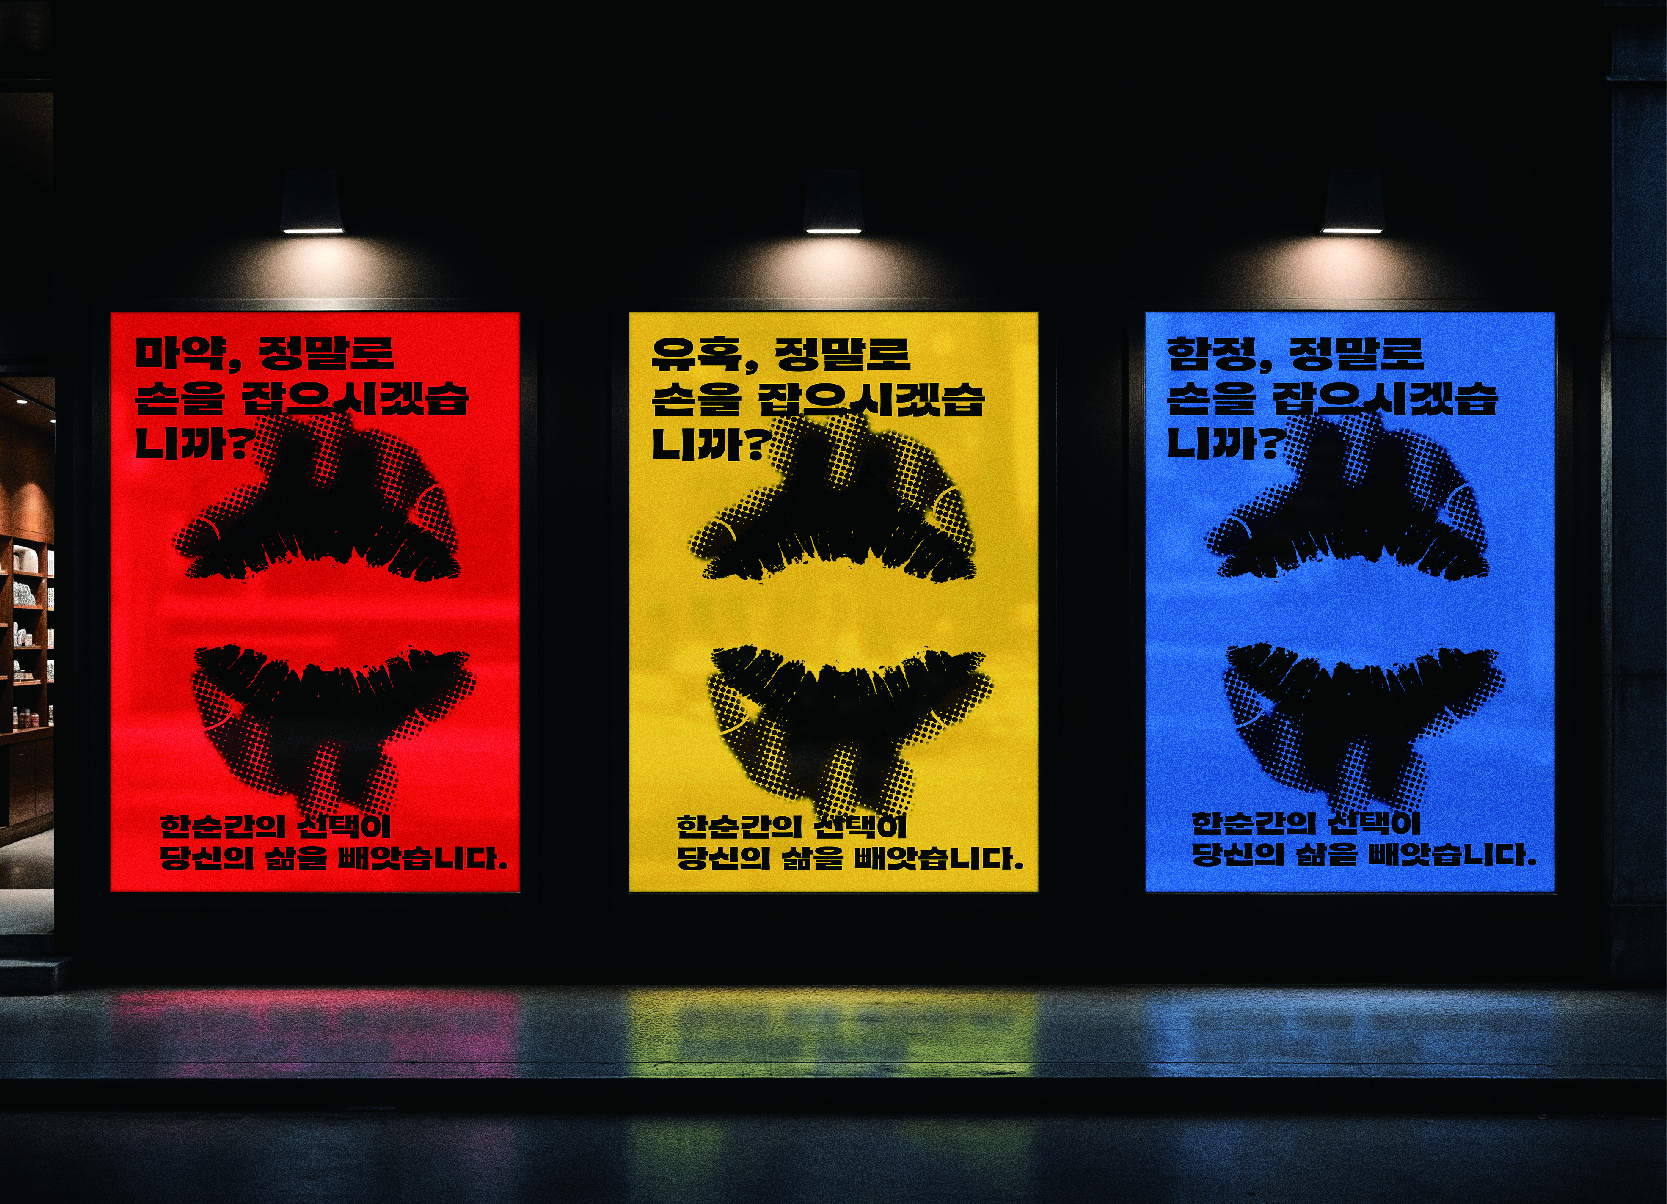 마약, 정말로
손을 잡으시겠습
니까?
한순간의 선택이
당신의 삶을 빼앗습니다.
유혹, 정말로
손을 잡으시겠습
니까?
한순간의 선택이
당신의 삶을 빼앗습니다.
함정, 정말로
손을 잡으시겠습
니까?
한순간의 선택이
당신의 삶을 빼앗습니다.